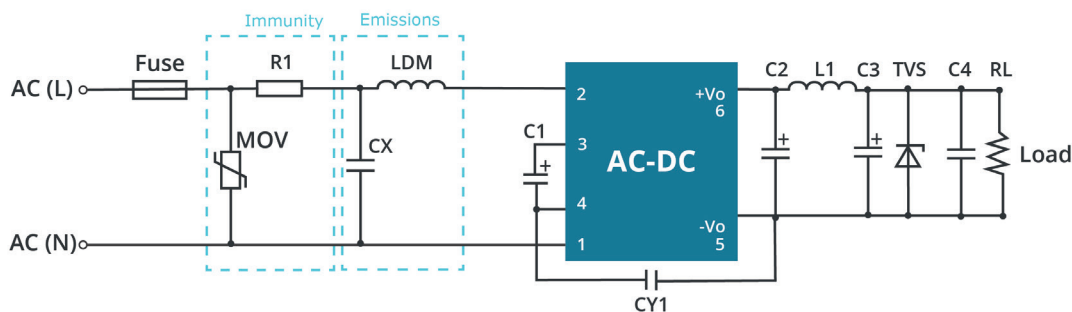 Immunity
Emissions
Fuse
R1
LDM
C2
L1
C3
TVS
C4
RL
AC (L)
2
+Vo
6
MOV
CX
C1
3
+
+
+
AC-DC
Load
4
AC (N)
1
-Vo
5
CY1